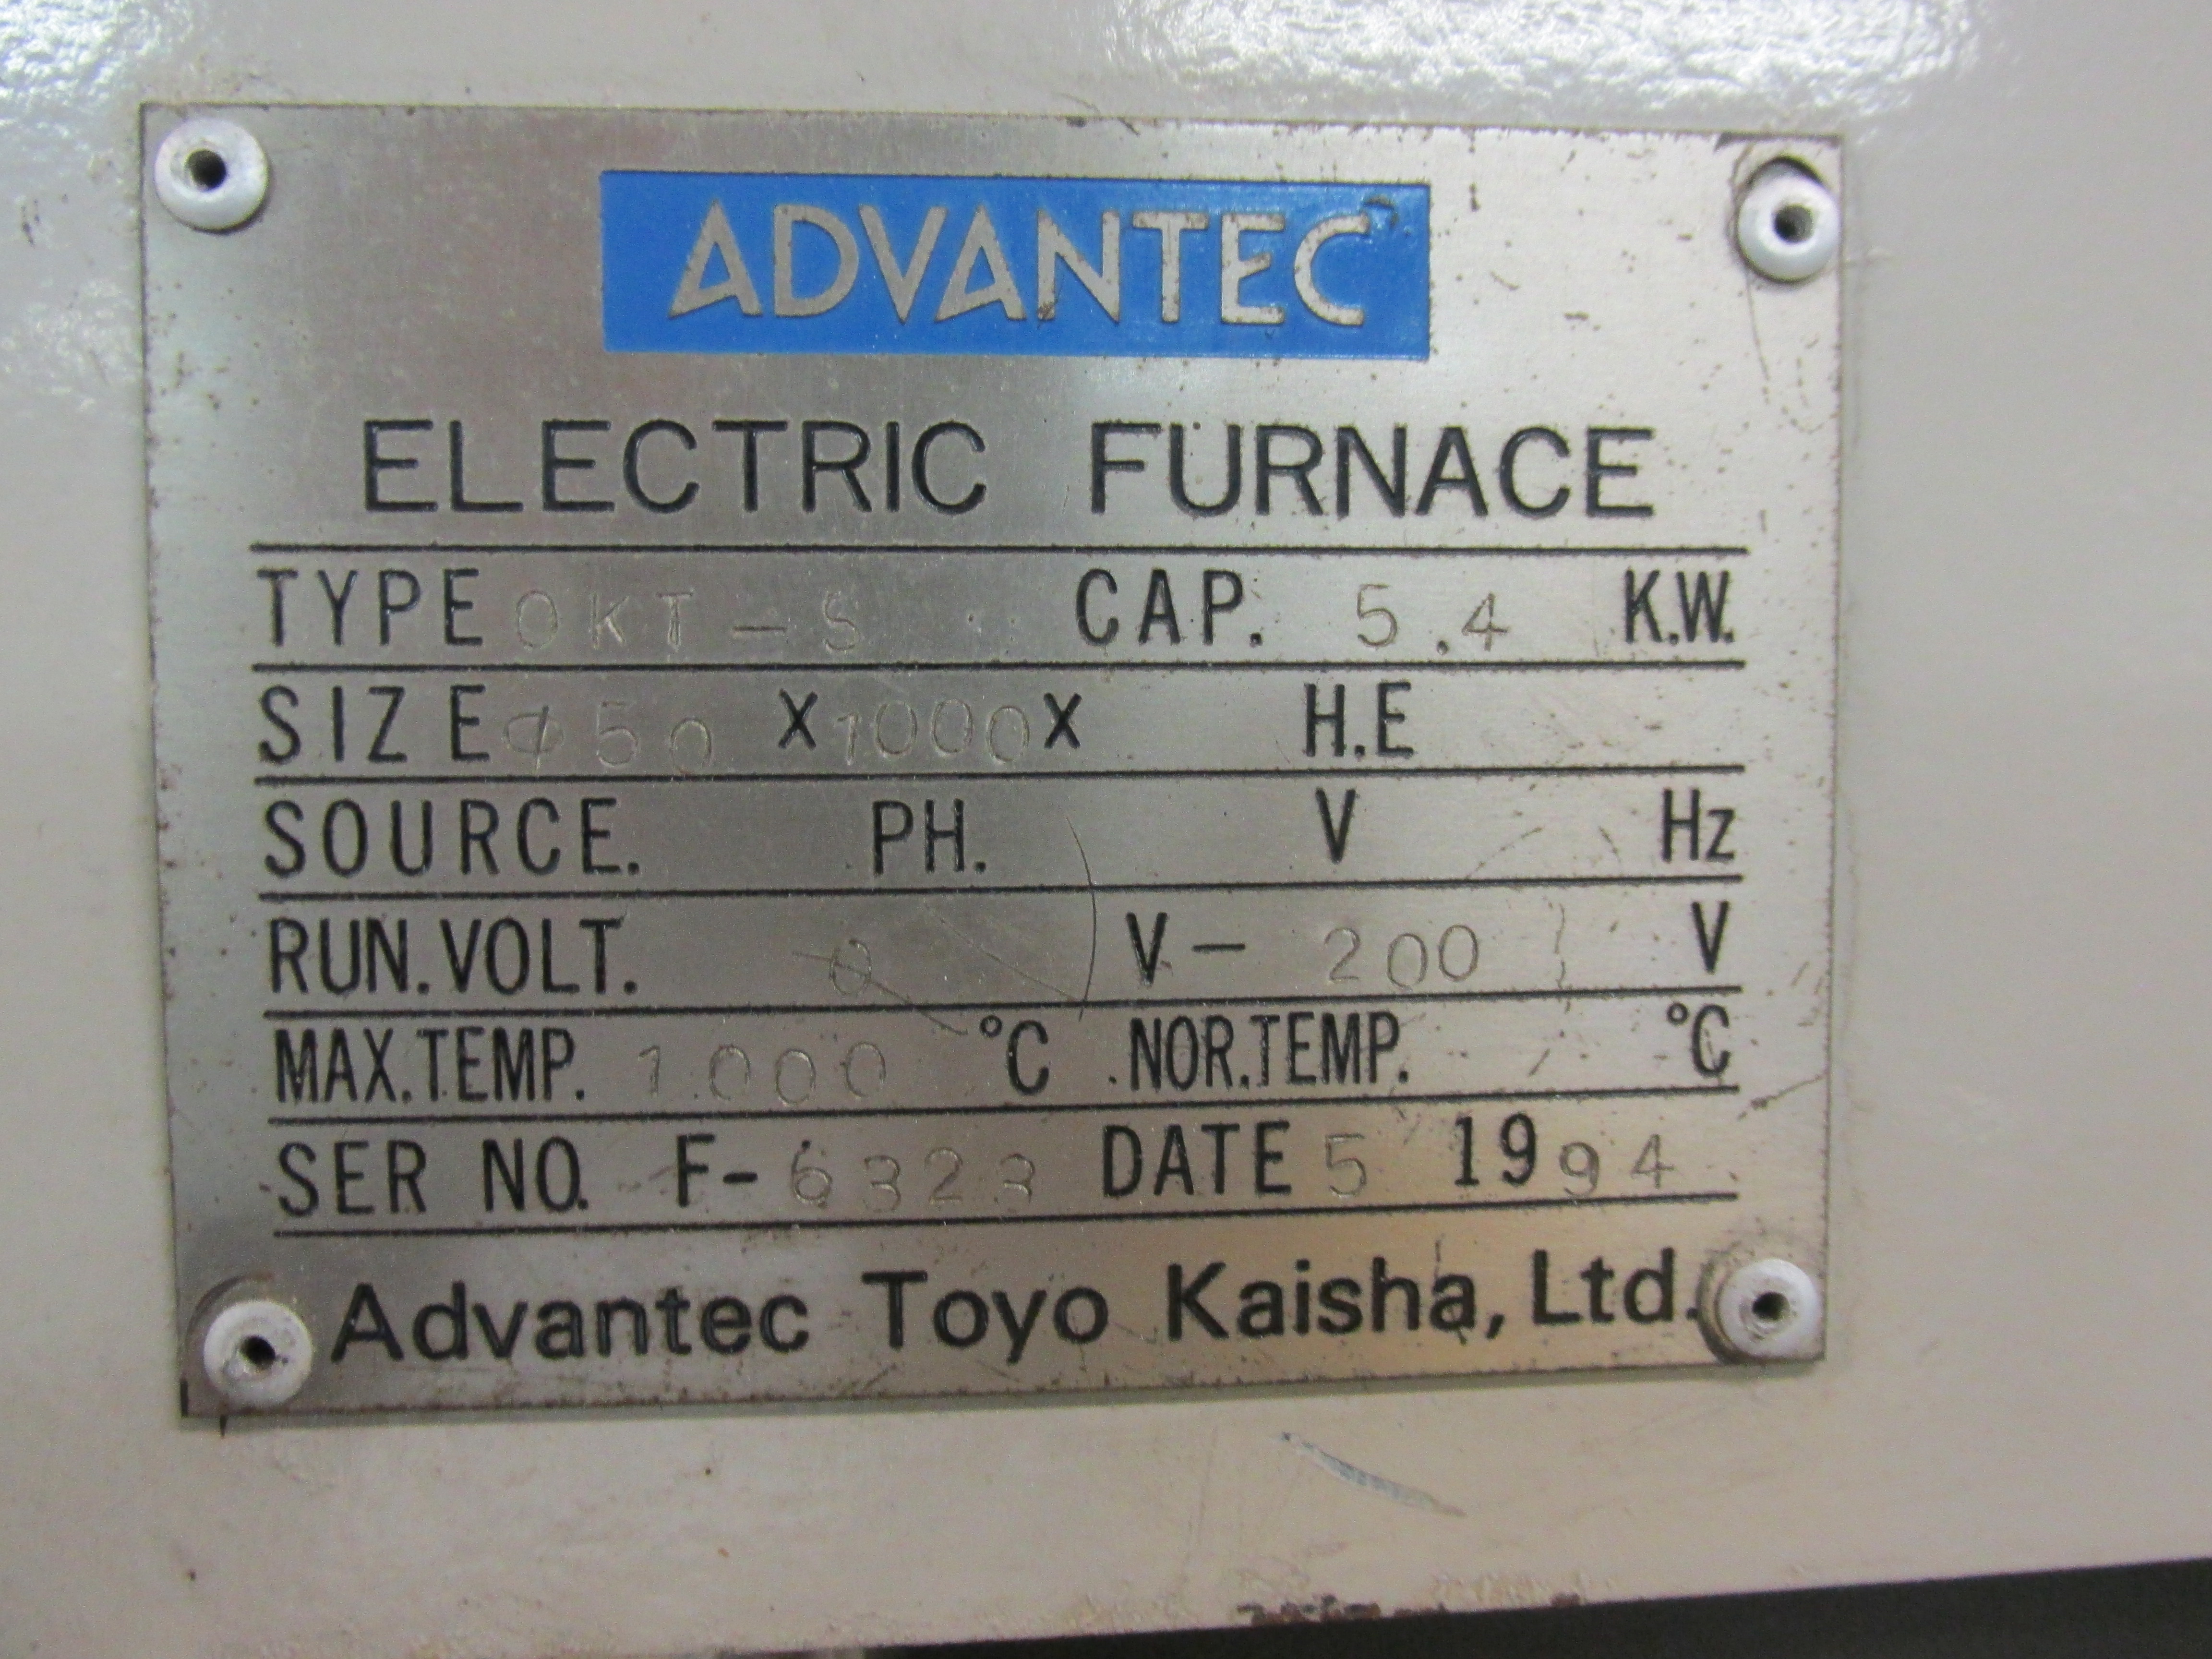 ADVANTEC
ELECTRIC FURNACE
TYPE OKT-S CAP. 5.4 K.W.
SIZE φ50 X 1000 X H.E
SOURCE. PH. V Hz
RUN.VOLT. 0 V- 200 V
MAX.TEMP. 1000 °C NOR.TEMP. °C
SER NO. F-6323 DATE 5 1994
Advantec Toyo Kaisha, Ltd.